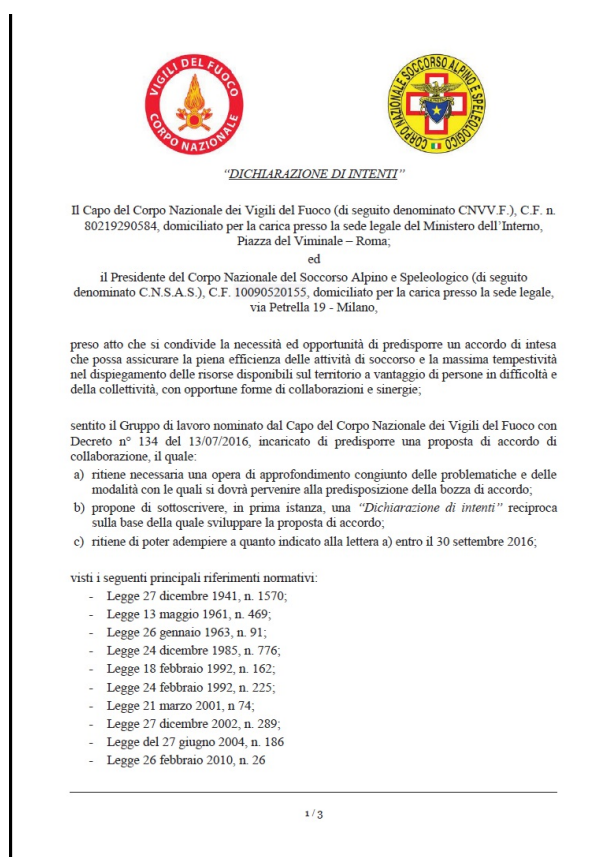 VIGILI DEL FUOCO
CORPO NAZIONALE
CORPO NAZIONALE SOCCORSO ALPINO E SPELEOLOGICO
“DICHIARAZIONE DI INTENTI”
Il Capo del Corpo Nazionale dei Vigili del Fuoco (di seguito denominato CNVV.F.), C.F. n.
80219290584, domiciliato per la carica presso la sede legale del Ministero dell’Interno,
Piazza del Viminale – Roma;
ed
il Presidente del Corpo Nazionale del Soccorso Alpino e Speleologico (di seguito
denominato C.N.S.A.S.), C.F. 10090520155, domiciliato per la carica presso la sede legale,
via Petrella 19 - Milano,
preso atto che si condivide la necessità ed opportunità di predisporre un accordo di intesa
che possa assicurare la piena efficienza delle attività di soccorso e la massima tempestività
nel dispiegamento delle risorse disponibili sul territorio a vantaggio di persone in difficoltà e
della collettività, con opportune forme di collaborazioni e sinergie;
sentito il Gruppo di lavoro nominato dal Capo del Corpo Nazionale dei Vigili del Fuoco con
Decreto n° 134 del 13/07/2016, incaricato di predisporre una proposta di accordo di
collaborazione, il quale:
a) ritiene necessaria una opera di approfondimento congiunto delle problematiche e delle
modalità con le quali si dovrà pervenire alla predisposizione della bozza di accordo;
b) propone di sottoscrivere, in prima istanza, una “Dichiarazione di intenti” reciproca
sulla base della quale sviluppare la proposta di accordo;
c) ritiene di poter adempiere a quanto indicato alla lettera a) entro il 30 settembre 2016;
visti i seguenti principali riferimenti normativi:
- Legge 27 dicembre 1941, n. 1570;
- Legge 13 maggio 1961, n. 469;
- Legge 26 gennaio 1963, n. 91;
- Legge 24 dicembre 1985, n. 776;
- Legge 18 febbraio 1992, n. 162;
- Legge 24 febbraio 1992, n. 225;
- Legge 21 marzo 2001, n 74;
- Legge 27 dicembre 2002, n. 289;
- Legge del 27 giugno 2004, n. 186
- Legge 26 febbraio 2010, n. 26
1 / 3